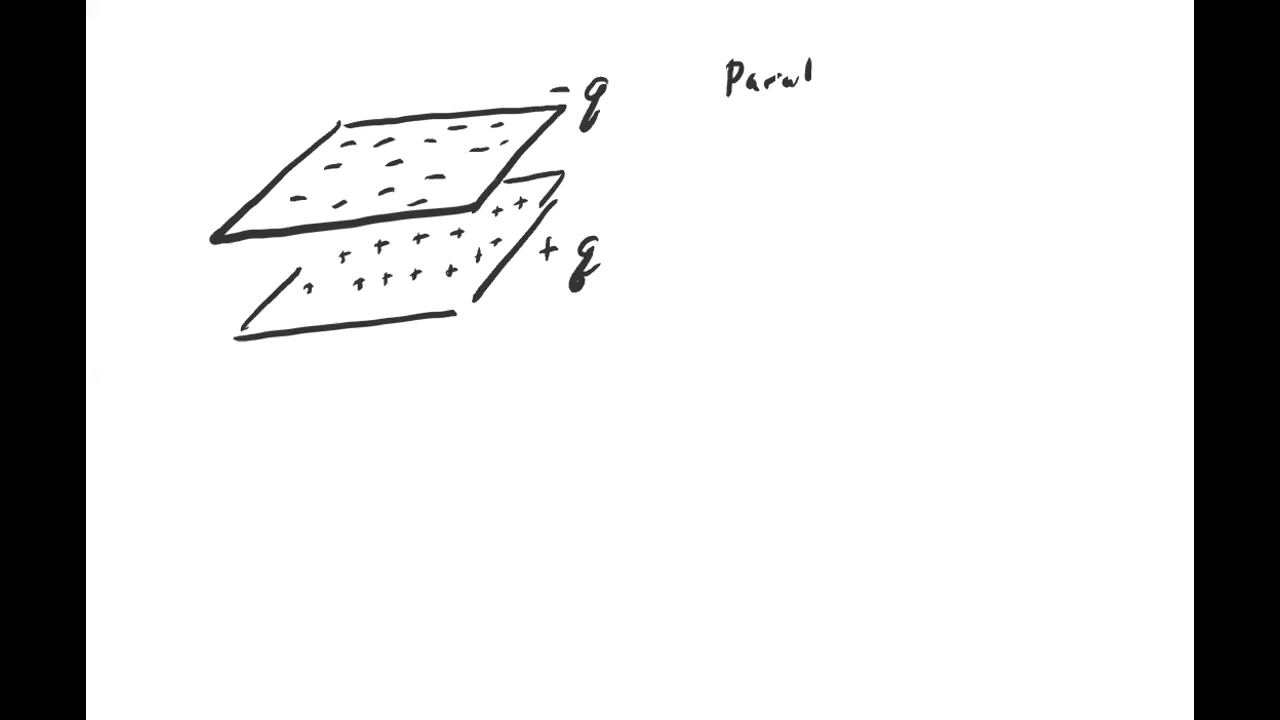 - q
Paral
+ q